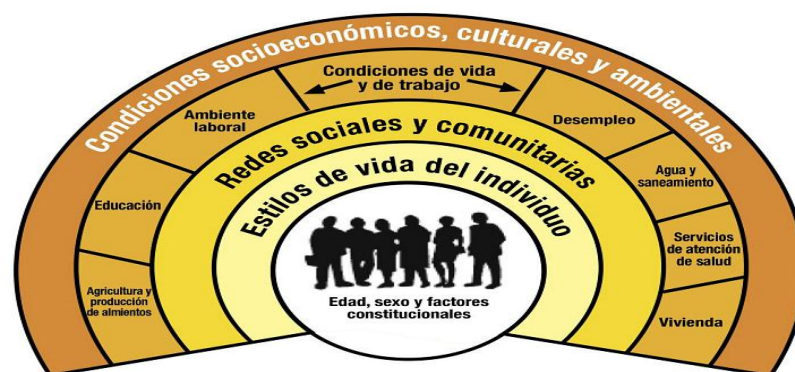 Condiciones socioeconómicos, culturales y ambientales
Condiciones de vida
y de trabajo
Ambiente
laboral
Desempleo
Redes sociales y comunitarias
Educación
Agua y
saneamiento
Estilos de vida del individuo
Servicios
de atención
de salud
Agricultura y
producción
de almientos
Edad, sexo y factores
constitucionales
Vivienda